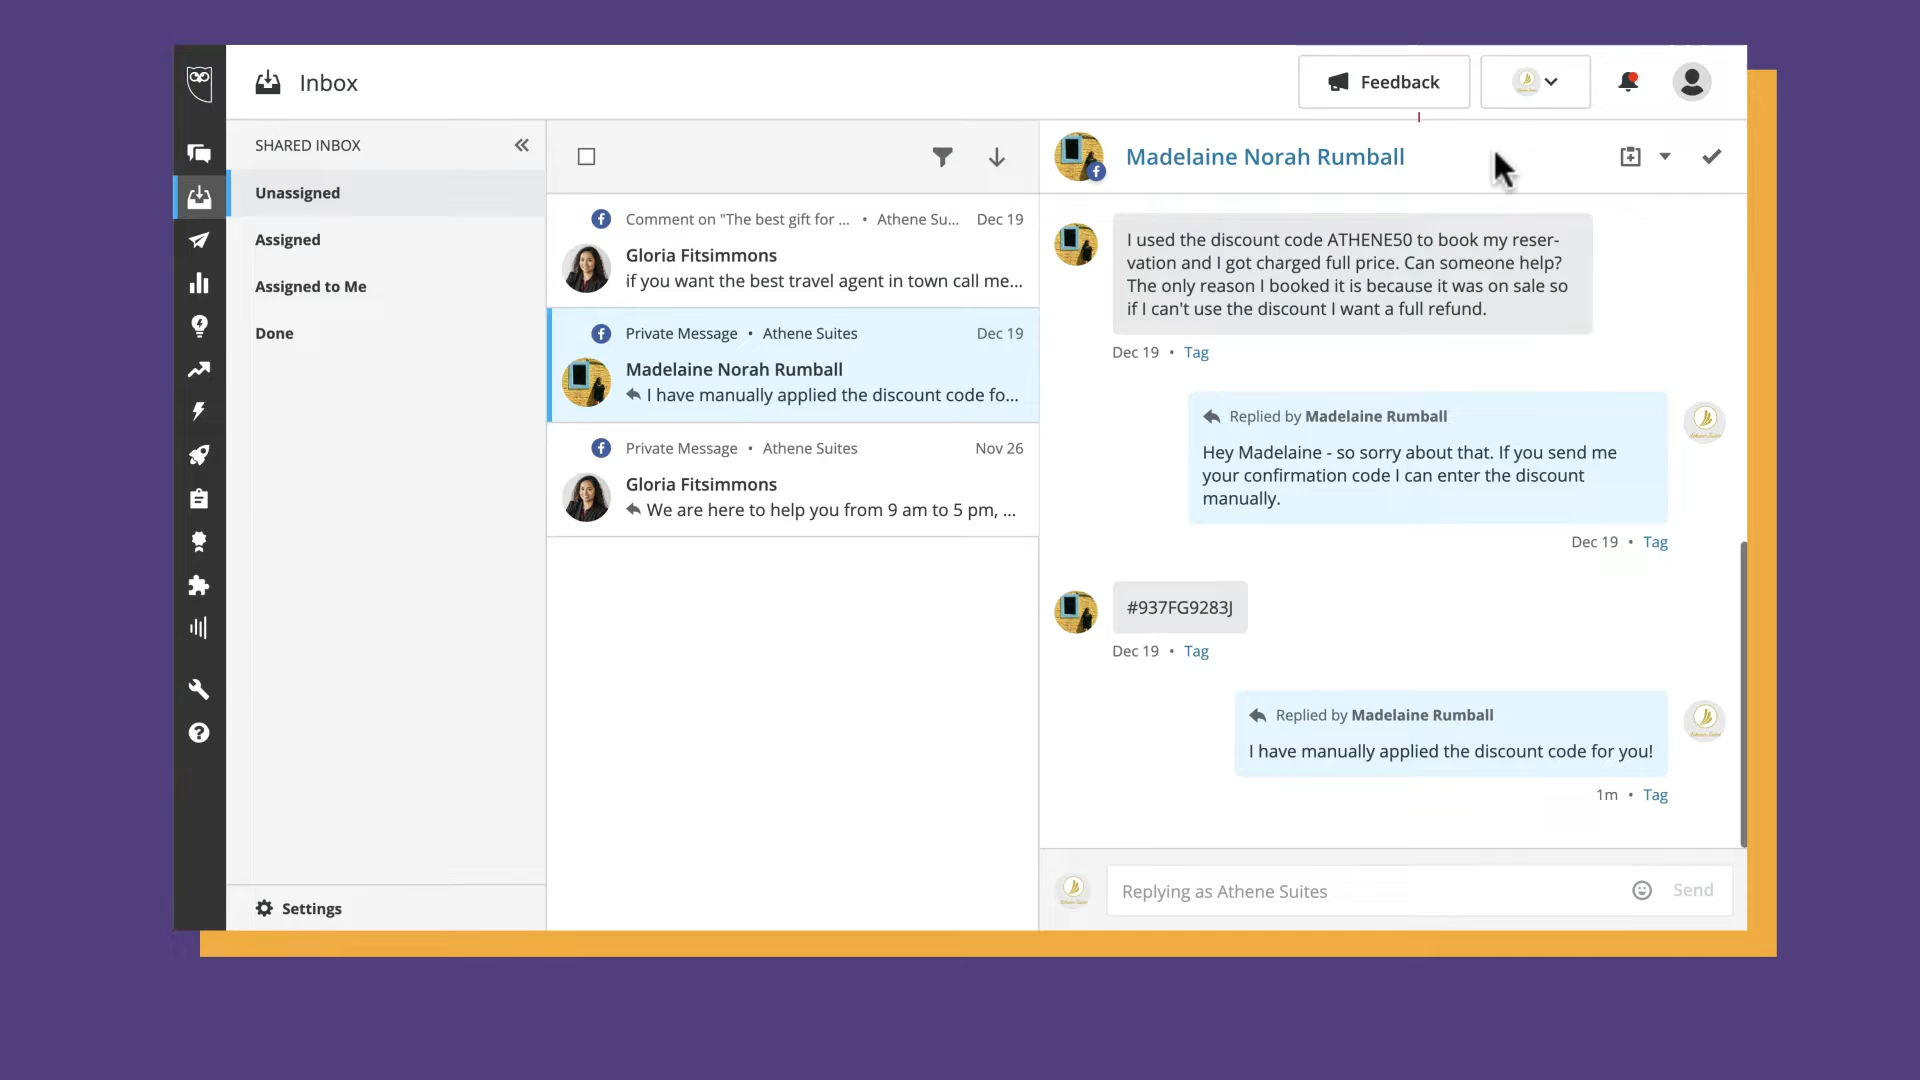 Inbox
Feedback
SHARED INBOX
Unassigned
Assigned
Assigned to Me
Done
Settings
Comment on "The best gift for ... • Athene Su... Dec 19
Gloria Fitsimmons
if you want the best travel agent in town call me...
Private Message • Athene Suites Dec 19
Madelaine Norah Rumball
I have manually applied the discount code fo...
Private Message • Athene Suites Nov 26
Gloria Fitsimmons
We are here to help you from 9 am to 5 pm, ...
Madelaine Norah Rumball
I used the discount code ATHENE50 to book my reser-
vation and I got charged full price. Can someone help?
The only reason I booked it is because it was on sale so
if I can't use the discount I want a full refund.
Dec 19 • Tag
Replied by Madelaine Rumball
Hey Madelaine - so sorry about that. If you send me
your confirmation code I can enter the discount
manually.
Dec 19 • Tag
#937FG9283J
Dec 19 • Tag
Replied by Madelaine Rumball
I have manually applied the discount code for you!
1m • Tag
Replying as Athene Suites
Send